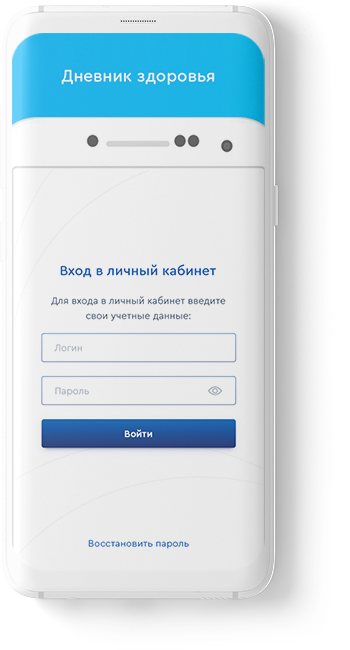 Дневник здоровья
Вход в личный кабинет
Для входа в личный кабинет введите
свои учетные данные:
Логин
Пароль
Войти
Восстановить пароль